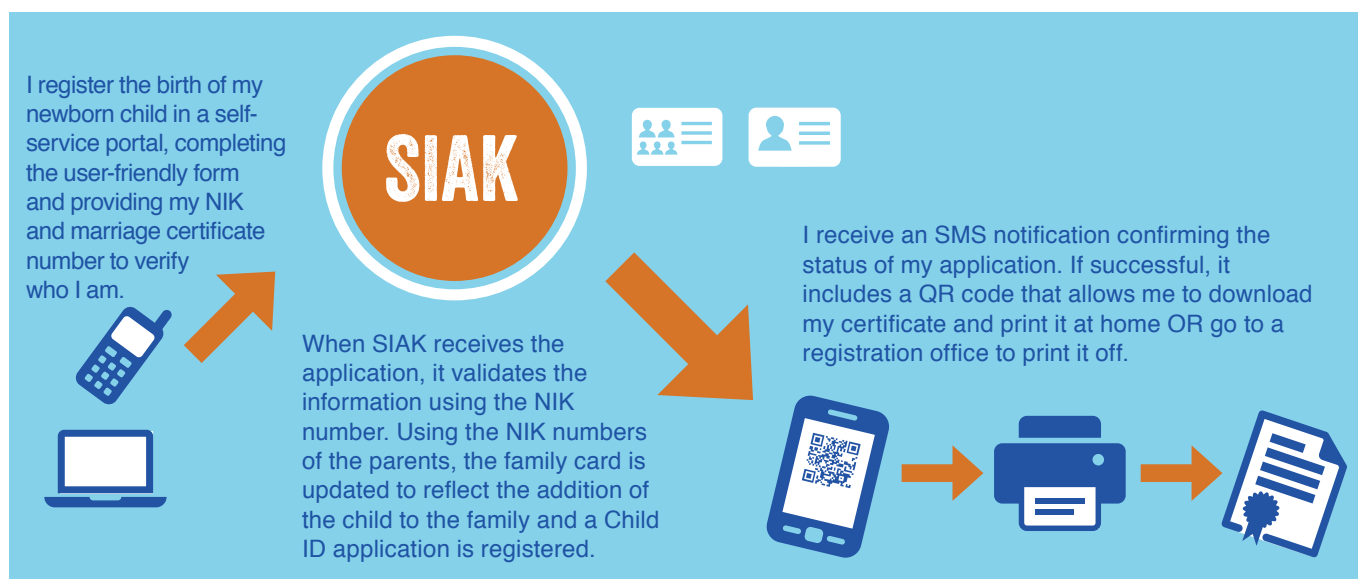 I register the birth of my
newborn child in a self-
service portal, completing
the user-friendly form
and providing my NIK
and marriage certificate
number to verify
who I am.
SIAK
When SIAK receives the
application, it validates the
information using the NIK
number. Using the NIK numbers
of the parents, the family card is
updated to reflect the addition of
the child to the family and a Child
ID application is registered.
I receive an SMS notification confirming the
status of my application. If successful, it
includes a QR code that allows me to download
my certificate and print it at home OR go to a
registration office to print it off.